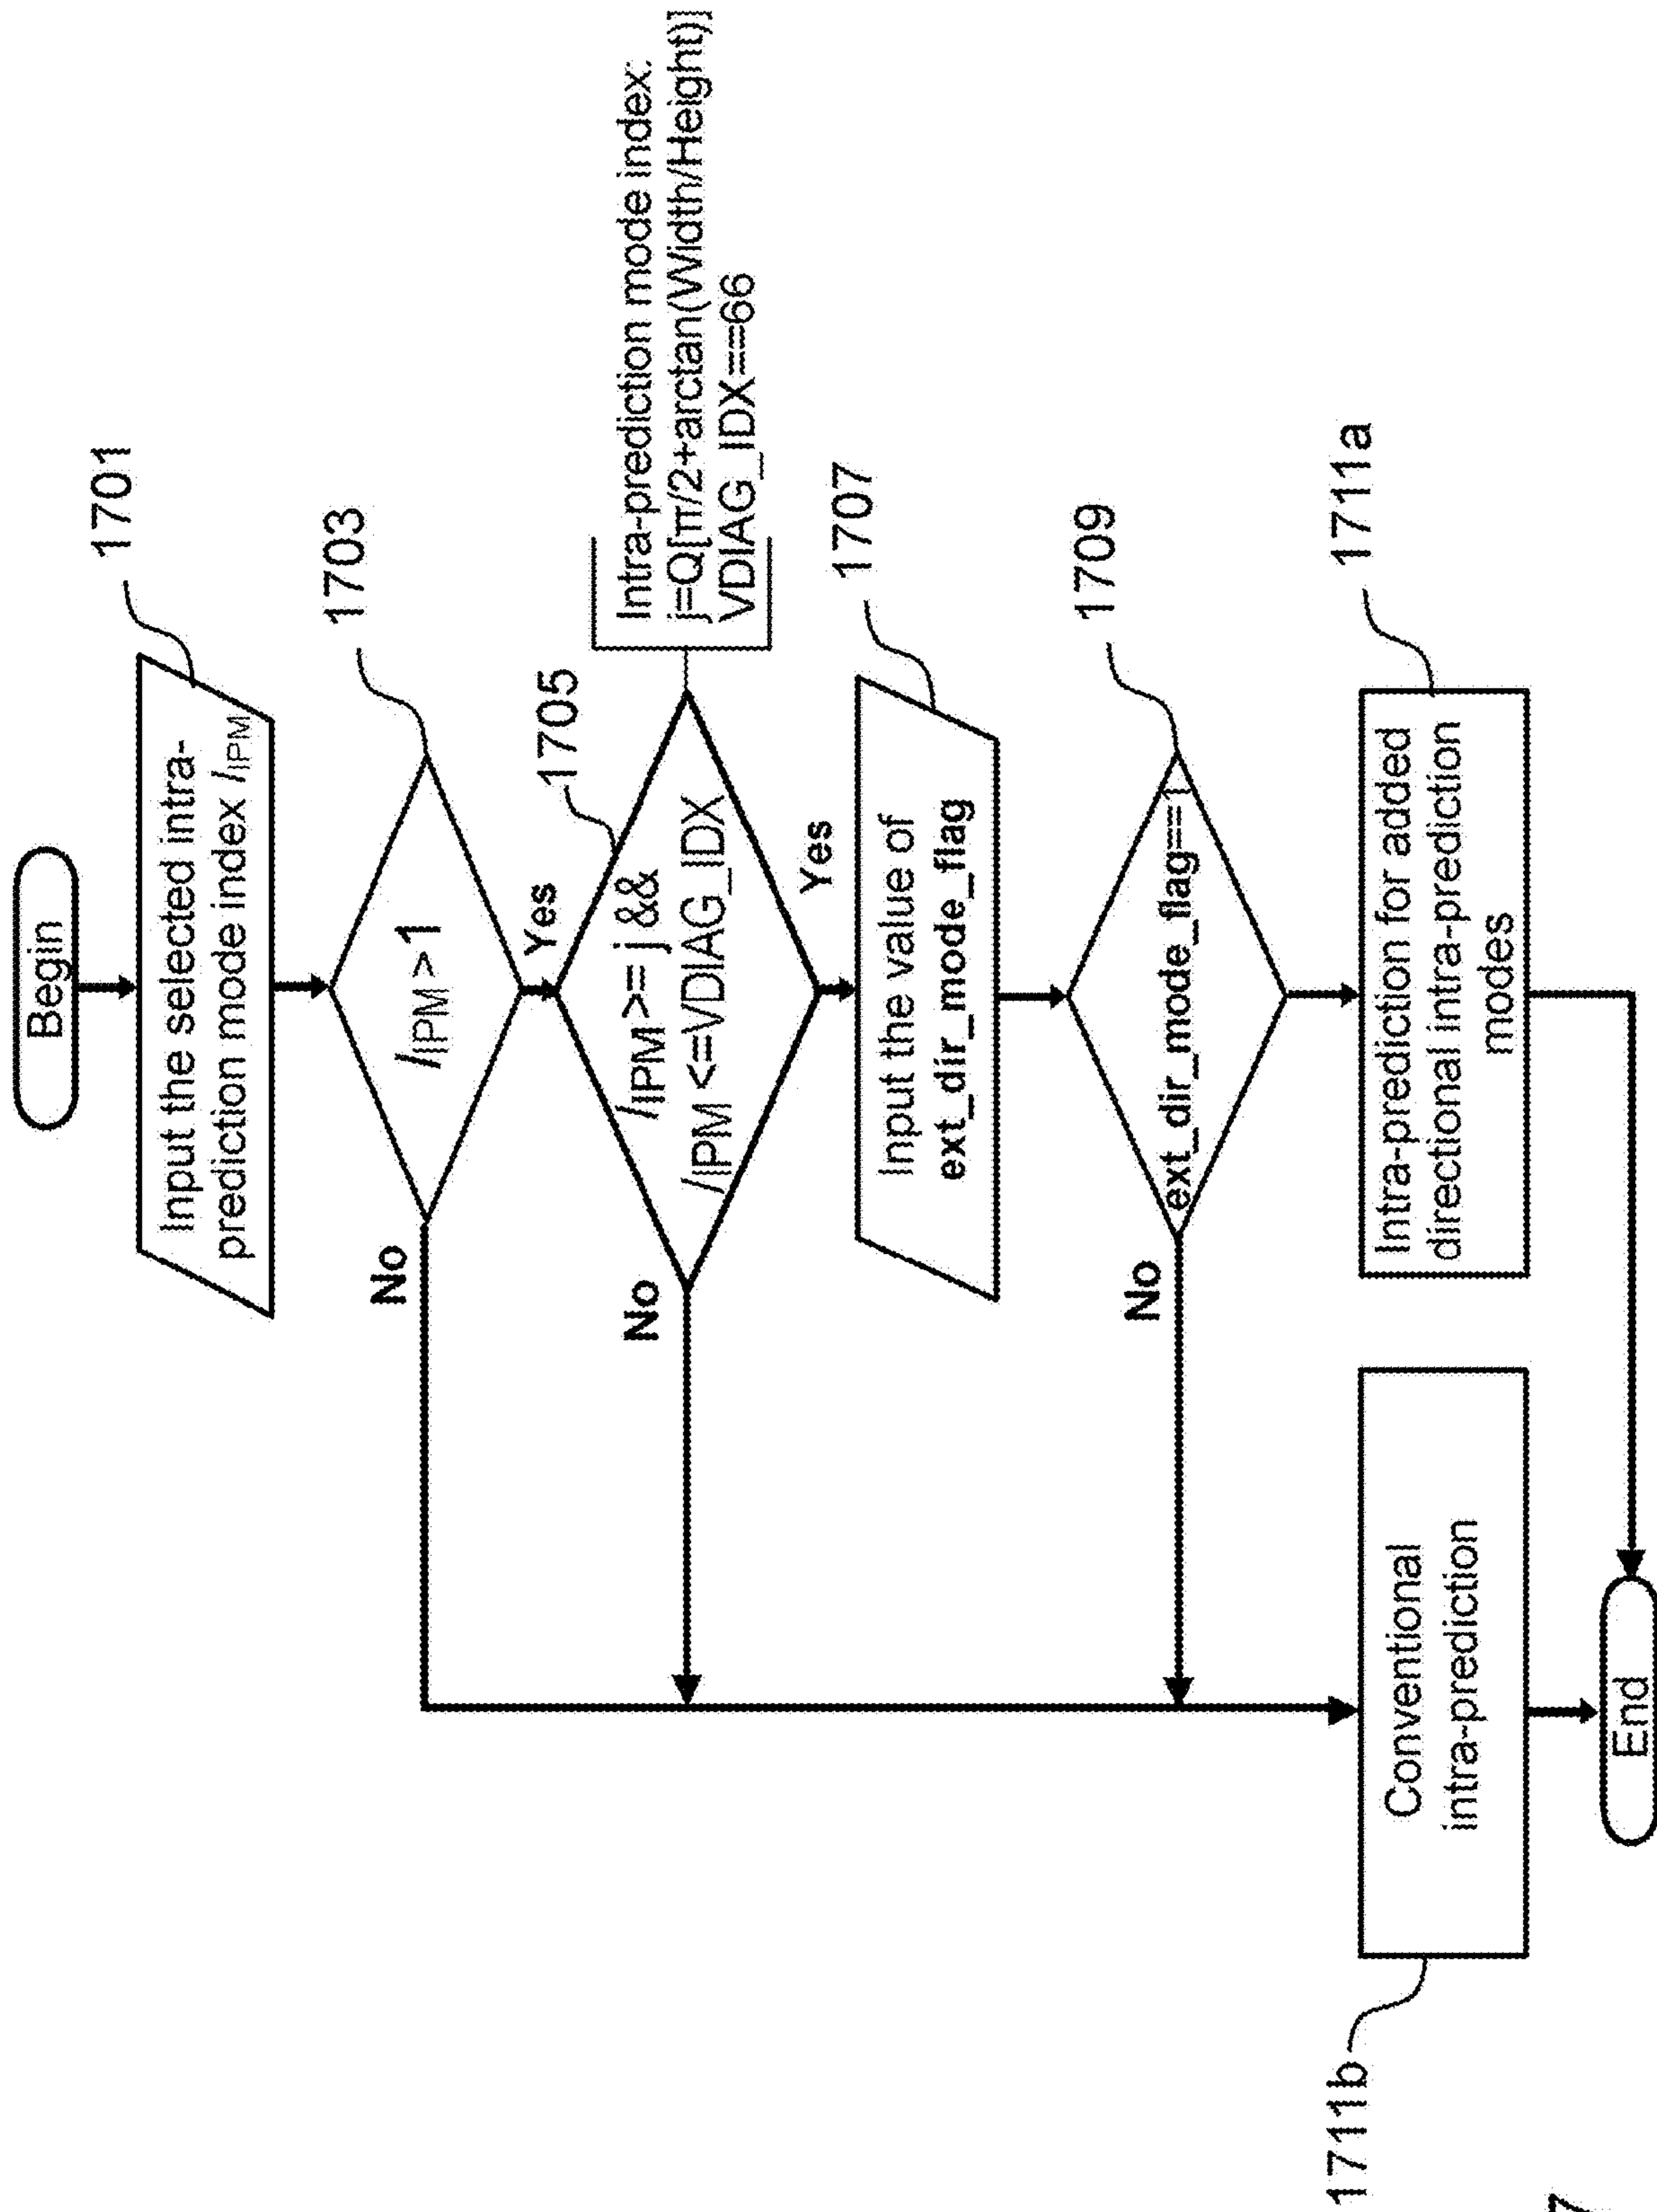 Begin
1701
Input the selected intra-
prediction mode index IIPM
1703
IIPM >1
No
Yes
1705
IIPM >= j &&
IIPM <=VDIAG_IDX
Intra-prediction mode index:
j=Q[π/2+arctan(Width/Height)]
VDIAG_IDX==66
No
Yes
1707
Input the value of
ext_dir_mode_flag
1709
ext_dir_mode_flag==1
No
1711a
Intra-prediction for added
directional intra-prediction
modes
1711b
Conventional
intra-prediction
End
7